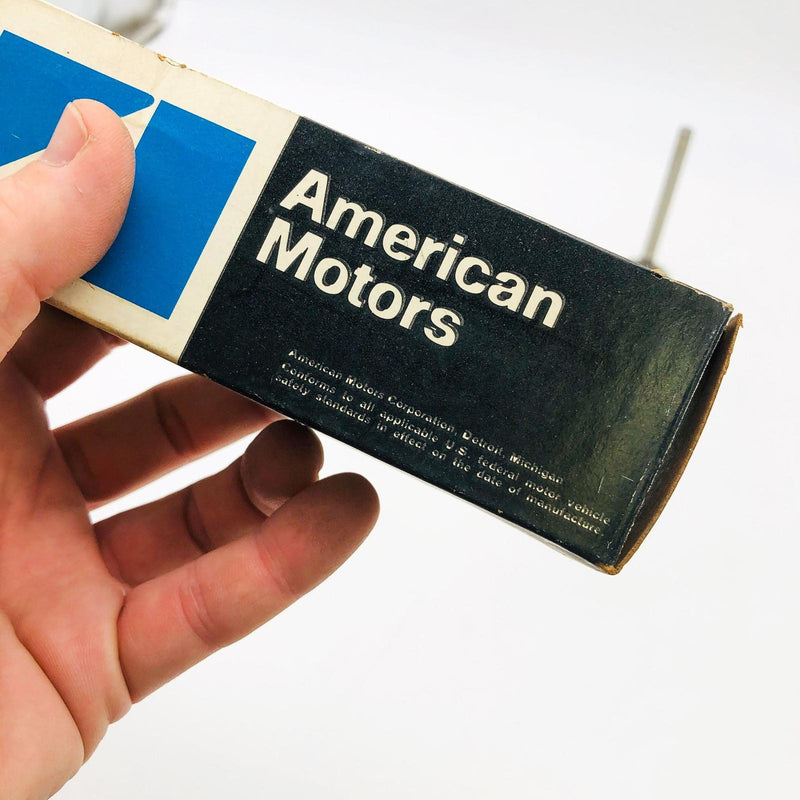 American
Motors
American Motors Corporation, Detroit, Michigan
Conforms to all applicable U.S. federal motor vehicle
safety standards in effect on the date of manufacture